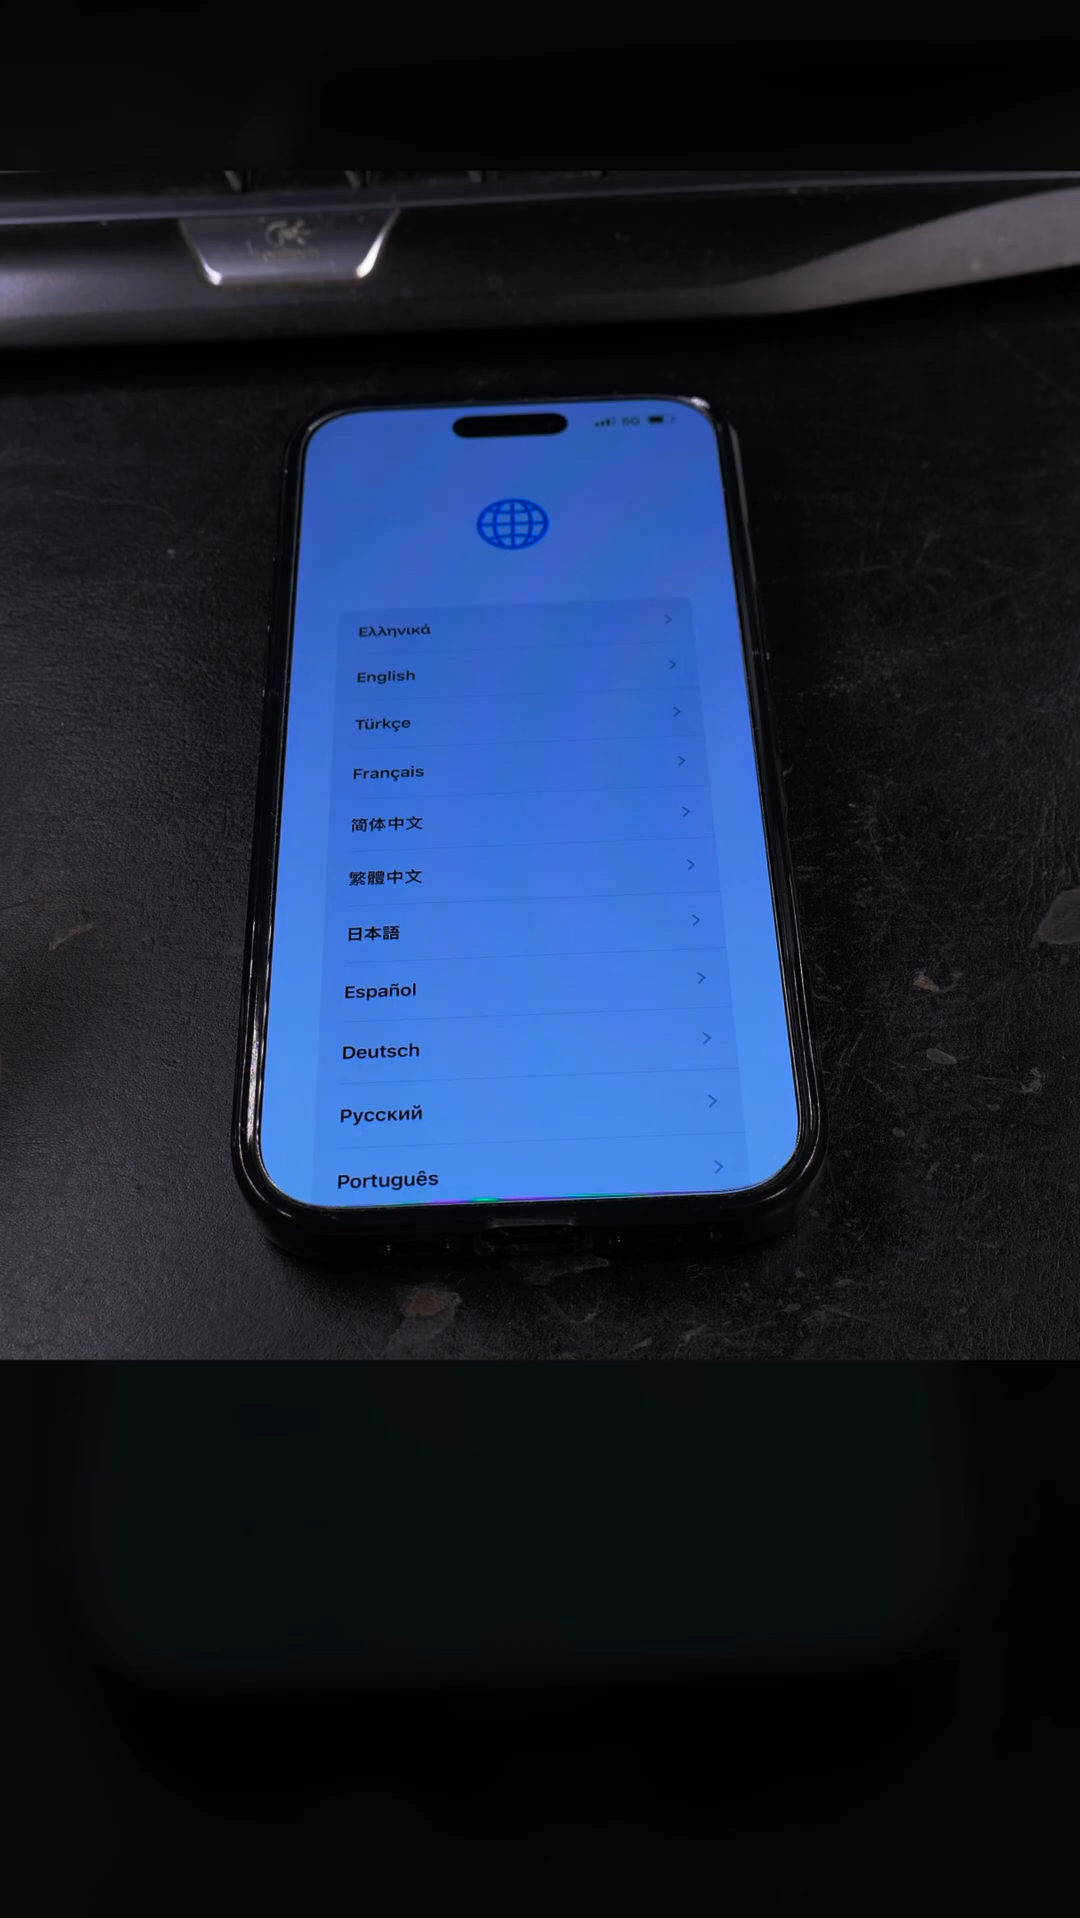 5G
Ελληνικά
English
Türkçe
Français
简体中文
繁體中文
日本語
Español
Deutsch
Русский
Português